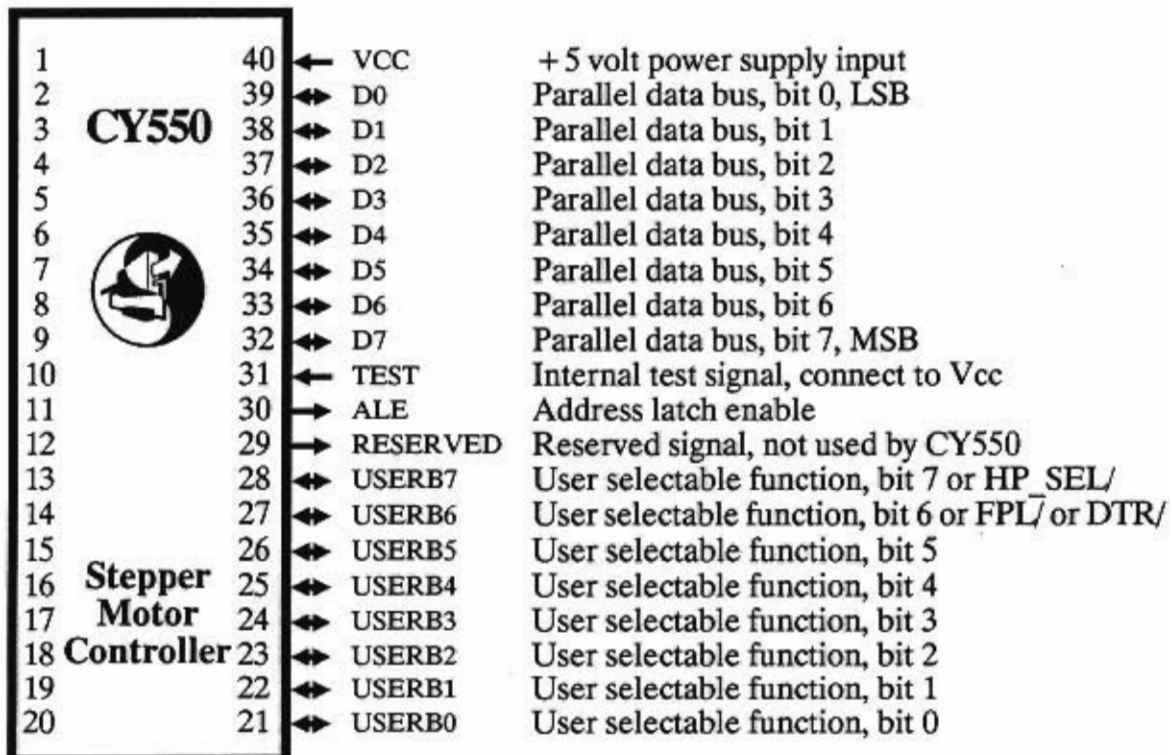 1 40 VCC +5 volt power supply input
2 39 D0 Parallel data bus, bit 0, LSB
3 CY550 38 D1 Parallel data bus, bit 1
4 37 D2 Parallel data bus, bit 2
5 36 D3 Parallel data bus, bit 3
6 35 D4 Parallel data bus, bit 4
7 34 D5 Parallel data bus, bit 5
8 33 D6 Parallel data bus, bit 6
9 32 D7 Parallel data bus, bit 7, MSB
10 31 TEST Internal test signal, connect to Vcc
11 30 ALE Address latch enable
12 29 RESERVED Reserved signal, not used by CY550
13 28 USERB7 User selectable function, bit 7 or HP_SEL/
14 27 USERB6 User selectable function, bit 6 or FPL/ or DTR/
15 26 USERB5 User selectable function, bit 5
16 Stepper 25 USERB4 User selectable function, bit 4
17 Motor 24 USERB3 User selectable function, bit 3
18 Controller 23 USERB2 User selectable function, bit 2
19 22 USERB1 User selectable function, bit 1
20 21 USERB0 User selectable function, bit 0